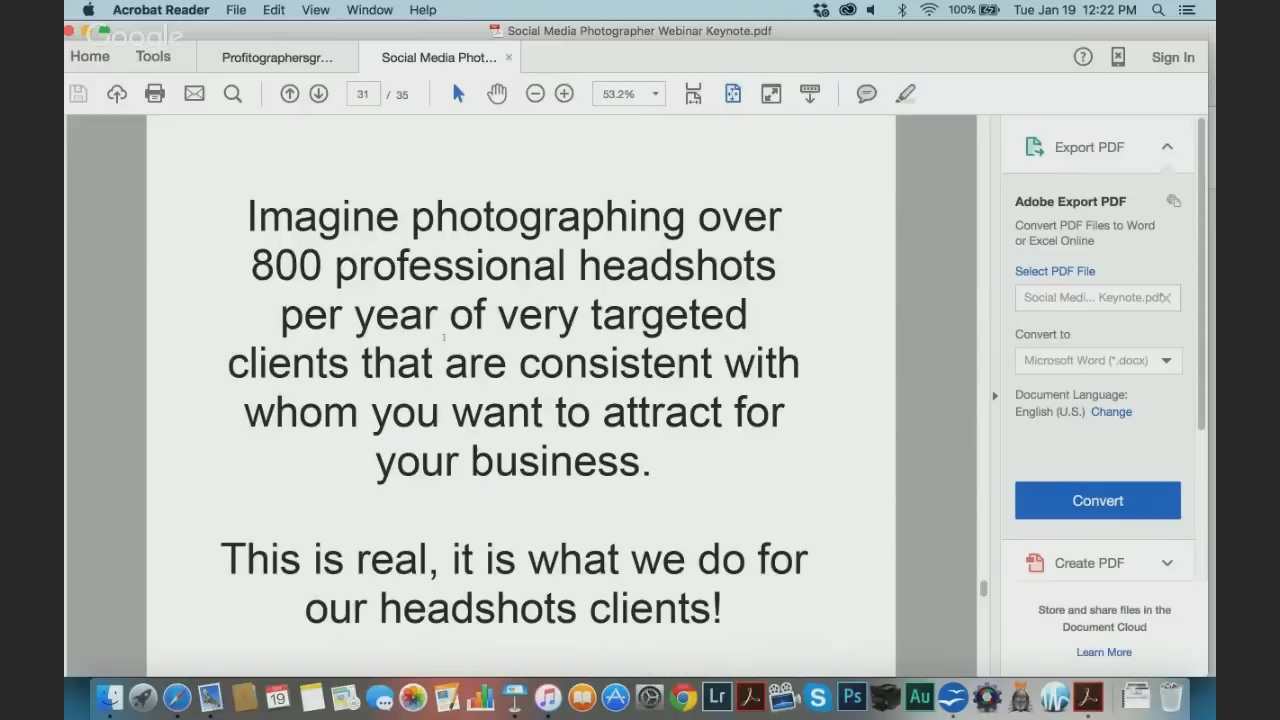 Acrobat Reader File Edit View Window Help 100% Tue Jan 19 12:22 PM
Google
Social Media Photographer Webinar Keynote.pdf
Home Tools Profitographersgr... Social Media Phot... × Sign In
31 / 35 53.2%
Imagine photographing over
800 professional headshots
per year of very targeted
clients that are consistent with
whom you want to attract for
your business.
This is real, it is what we do for
our headshots clients!
Export PDF
Adobe Export PDF
Convert PDF Files to Word
or Excel Online
Select PDF File
Social Medi... Keynote.pdf
Convert to
Microsoft Word (*.docx)
Document Language:
English (U.S.) Change
Convert
Create PDF
Store and share files in the
Document Cloud
Learn More
19 Lr S Ps Au W